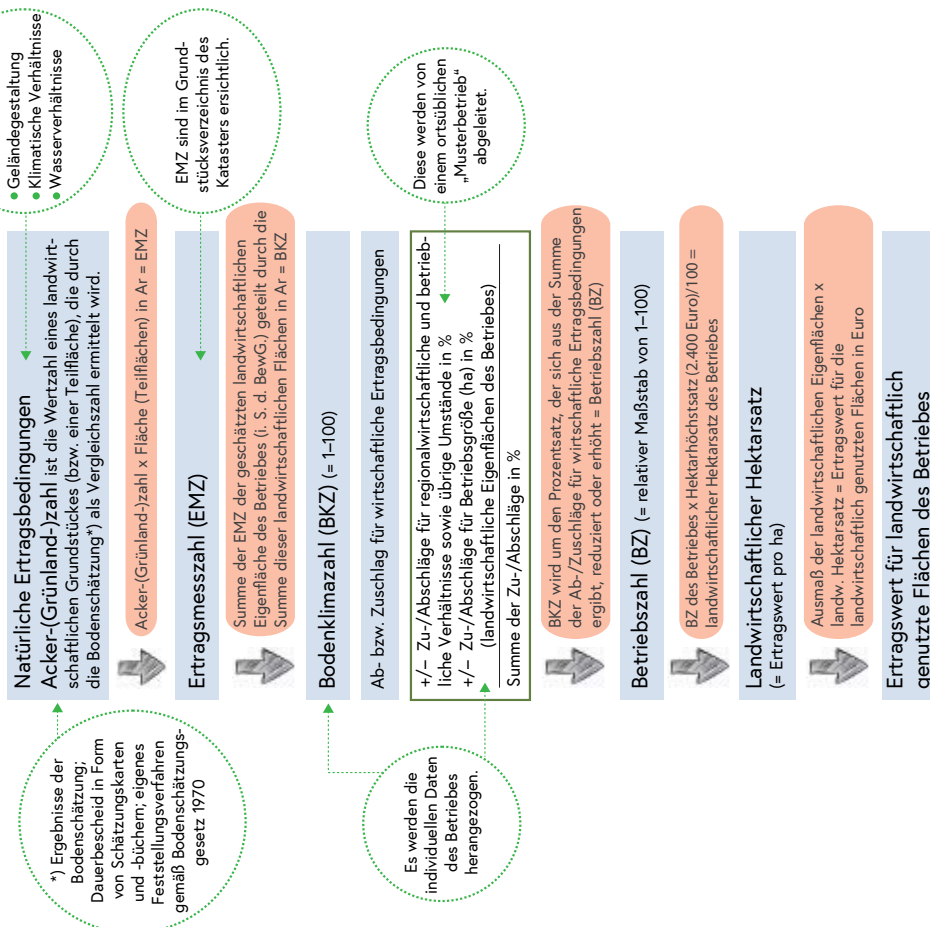 Geländegestaltung
Klimatische Verhältnisse
Wasserverhältnisse
Natürliche Ertragsbedingungen
Acker-(Grünland-)zahl ist die Wertzahl eines landwirt-
schaftlichen Grundstückes (bzw. einer Teilfläche), die durch
die Bodenschätzung*) als Vergleichszahl ermittelt wird.
*) Ergebnisse der
Bodenschätzung;
Dauerbescheid in Form
von Schätzungskarten
und -büchern; eigenes
Feststellungsverfahren
gemäß Bodenschätzungs-
gesetz 1970
Acker-(Grünland-)zahl x Fläche (Teilflächen) in Ar = EMZ
Ertragsmesszahl (EMZ)
EMZ sind im Grund-
stücksverzeichnis des
Katasters ersichtlich.
Summe der EMZ der geschätzten landwirtschaftlichen
Eigenfläche des Betriebes (i. S. d. BewG.) geteilt durch die
Summe dieser landwirtschaftlichen Flächen in Ar = BKZ
Bodenklimazahl (BKZ) (= 1–100)
Ab- bzw. Zuschlag für wirtschaftliche Ertragsbedingungen
+/– Zu-/Abschläge für regionalwirtschaftliche und betrieb-
liche Verhältnisse sowie übrige Umstände in %
+/– Zu-/Abschläge für Betriebsgröße (ha) in %
(landwirtschaftliche Eigenflächen des Betriebes)
Summe der Zu-/Abschläge in %
Diese werden von
einem ortsüblichen
„Musterbetrieb“
abgeleitet.
Es werden die
individuellen Daten
des Betriebes
herangezogen.
BKZ wird um den Prozentsatz, der sich aus der Summe
der Ab-/Zuschläge für wirtschaftliche Ertragsbedingungen
ergibt, reduziert oder erhöht = Betriebszahl (BZ)
Betriebszahl (BZ) (= relativer Maßstab von 1–100)
BZ des Betriebes x Hektarhöchstsatz (2.400 Euro)/100 =
landwirtschaftlicher Hektarsatz des Betriebes
Landwirtschaftlicher Hektarsatz
(= Ertragswert pro ha)
Ausmaß der landwirtschaftlichen Eigenflächen x
landw. Hektarsatz = Ertragswert für die
landwirtschaftlich genutzten Flächen in Euro
Ertragswert für landwirtschaftlich
genutzte Flächen des Betriebes